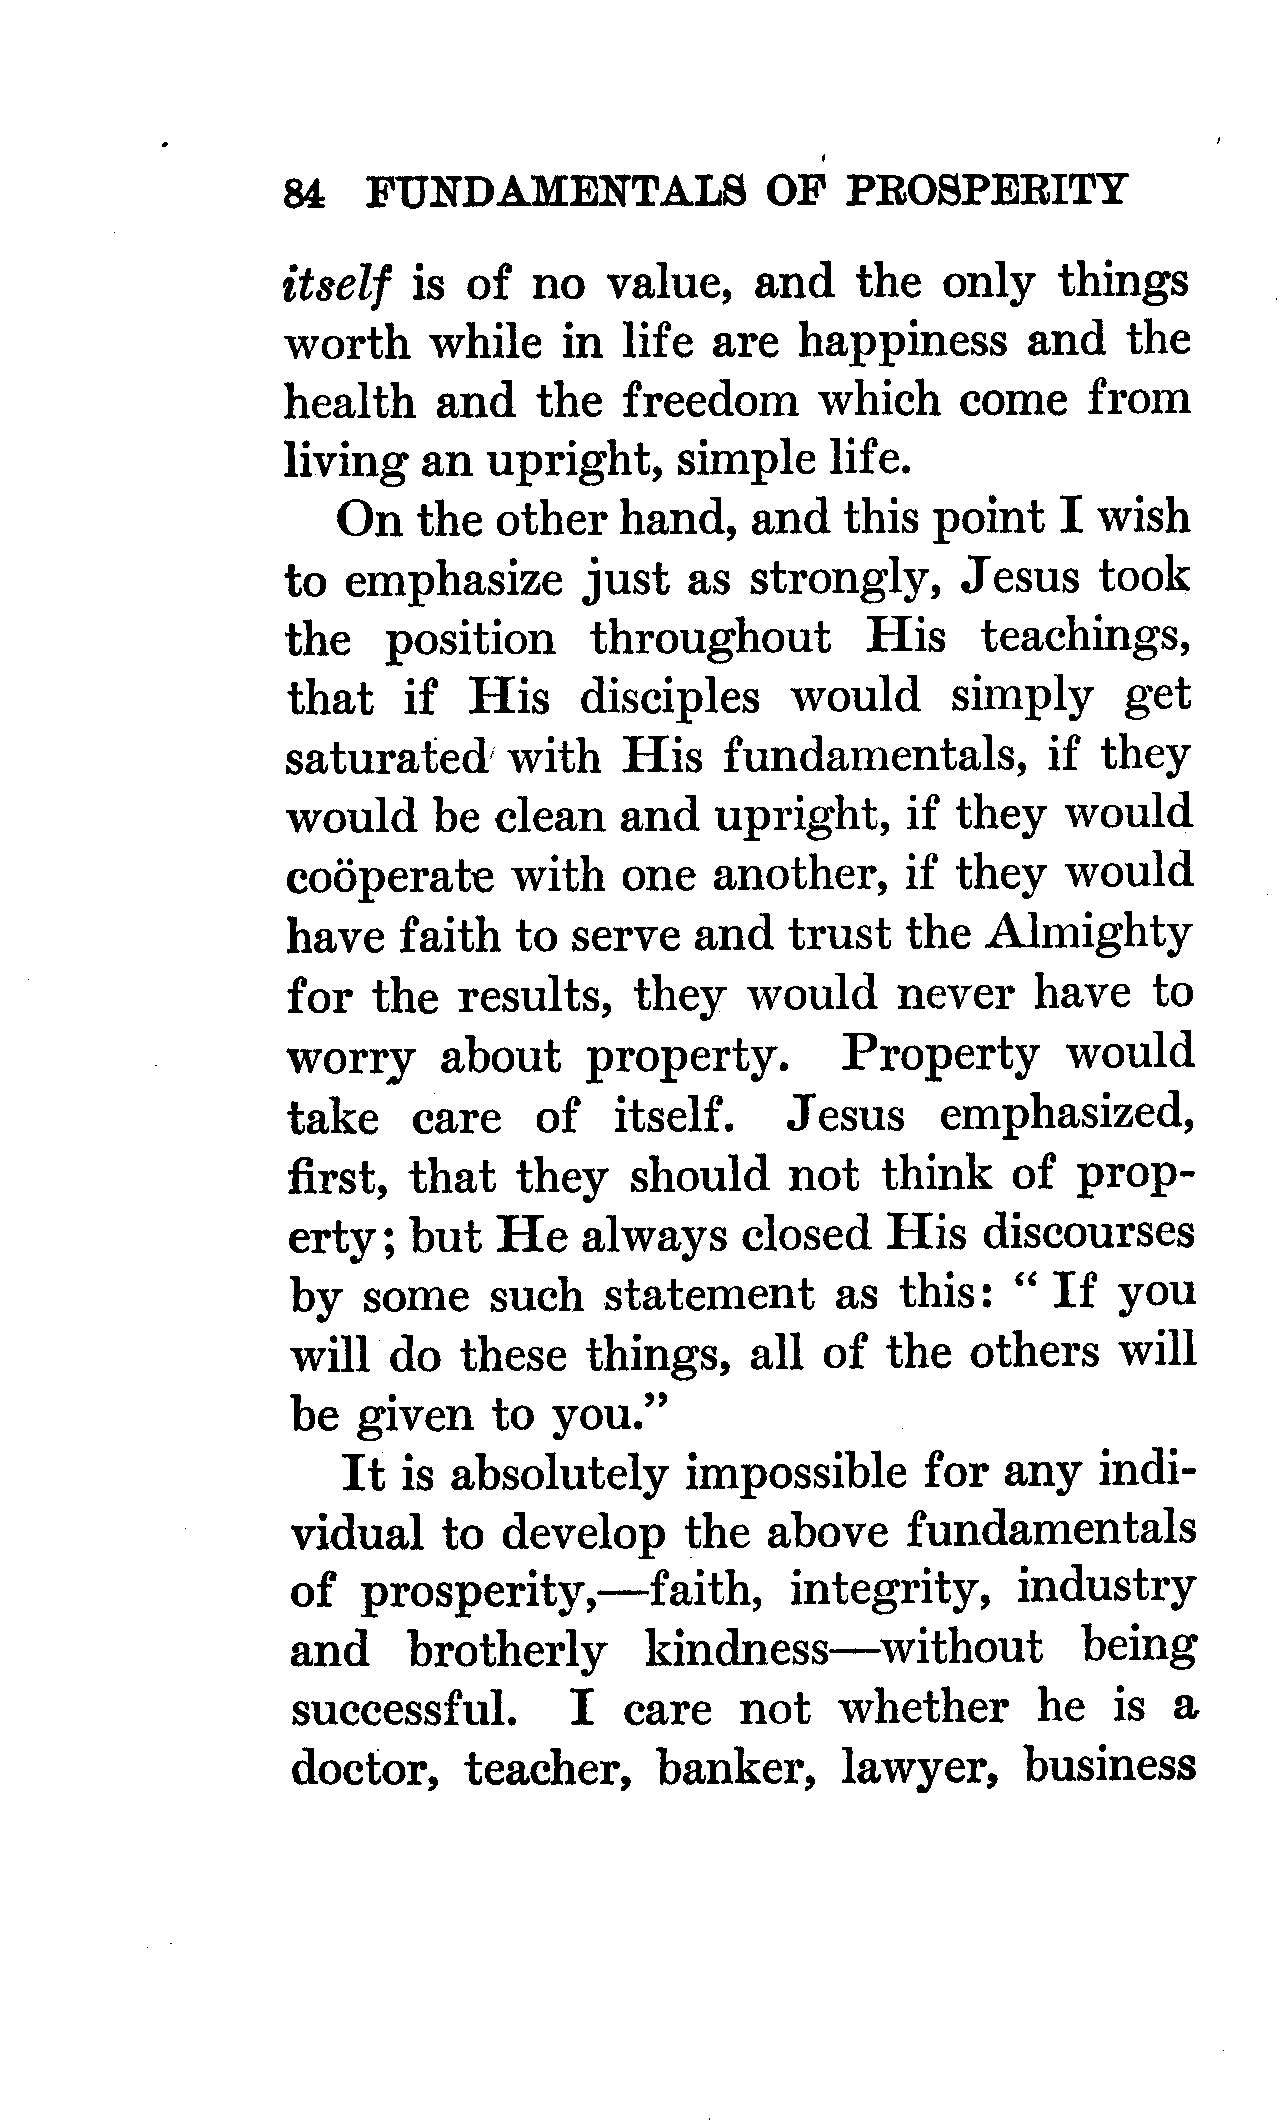 84 FUNDAMENTALS OF PROSPERITY
itself is of no value, and the only things
worth while in life are happiness and the
health and the freedom which come from
living an upright, simple life.
On the other hand, and this point I wish
to emphasize just as strongly, Jesus took
the position throughout His teachings,
that if His disciples would simply get
saturated with His fundamentals, if they
would be clean and upright, if they would
coöperate with one another, if they would
have faith to serve and trust the Almighty
for the results, they would never have to
worry about property. Property would
take care of itself. Jesus emphasized,
first, that they should not think of prop-
erty; but He always closed His discourses
by some such statement as this: “ If you
will do these things, all of the others will
be given to you.”
It is absolutely impossible for any indi-
vidual to develop the above fundamentals
of prosperity,—faith, integrity, industry
and brotherly kindness—without being
successful. I care not whether he is a
doctor, teacher, banker, lawyer, business